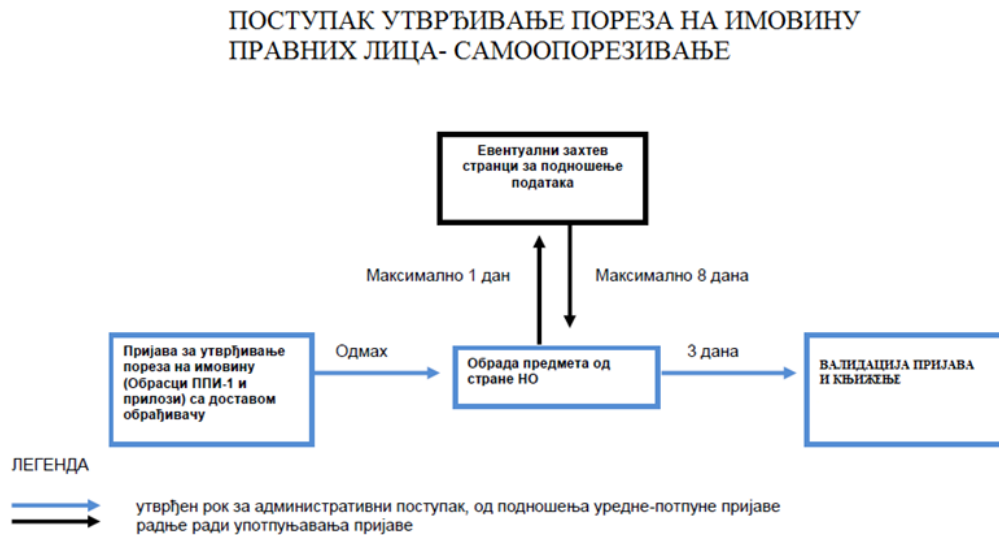 ПОСТУПАК УТВРЂИВАЊЕ ПОРЕЗА НА ИМОВИНУ
ПРАВНИХ ЛИЦА- САМООПОРЕЗИВАЊЕ
Евентуални захтев
странци за подношење
података
Максимално 1 дан
Максимално 8 дана
Пријава за утврђивање
пореза на имовину
(Обрасци ППИ-1 и
прилози) са доставом
обрађивачу
Одмах
Обрада предмета од
стране НО
3 дана
ВАЛИДАЦИЈА ПРИЈАВА
И КЊИЖЕЊЕ
ЛЕГЕНДА
утврђен рок за административни поступак, од подношења уредне-потпуне пријаве
радње ради употпуњавања пријаве